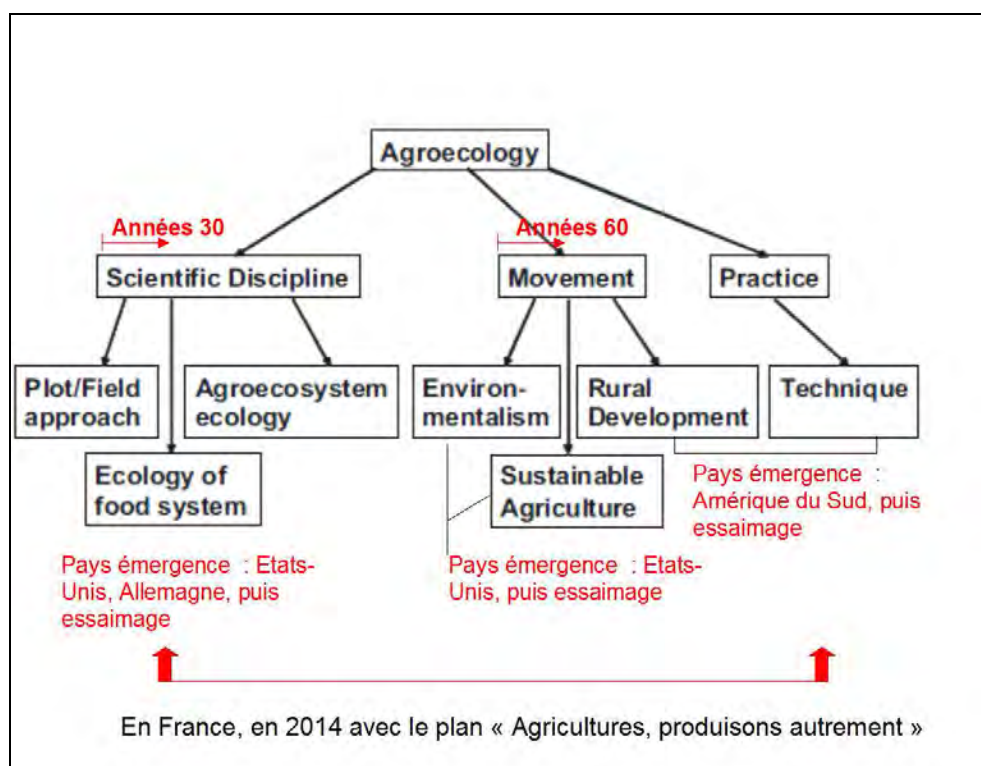 Agroecology
Années 30
Années 60
Scientific Discipline
Movement
Practice
Plot/Field
approach
Agroecosystem
ecology
Environ-
mentalism
Rural
Development
Technique
Ecology of
food system
Sustainable
Agriculture
Pays émergence : Etats-
Unis, Allemagne, puis
essaimage
Pays émergence : Etats-
Unis, puis essaimage
Pays émergence :
Amérique du Sud, puis
essaimage
En France, en 2014 avec le plan « Agricultures, produisons autrement »